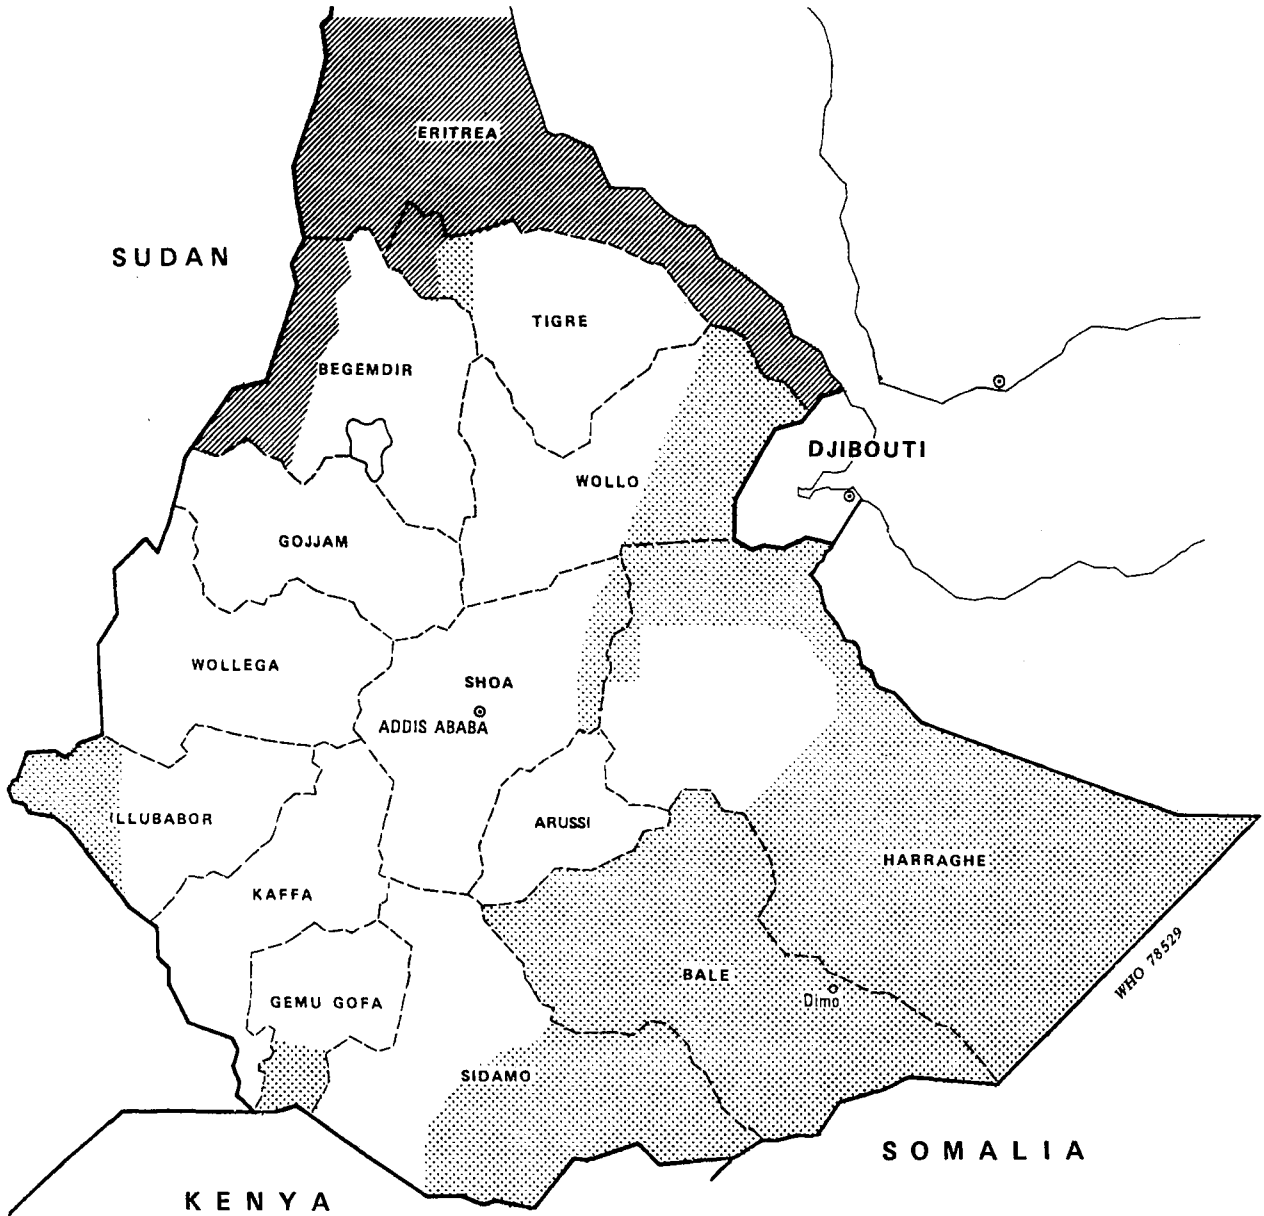 ERITREA
SUDAN
TIGRE
BEGEMDIR
DJIBOUTI
WOLLO
GOJJAM
WOLLEGA
SHOA
ADDIS ABABA
ILLUBABOR
ARUSSI
HARRAGHE
KAFFA
WHO 78529
BALE
Dimo
GEMU GOFA
SIDAMO
SOMALIA
KENYA